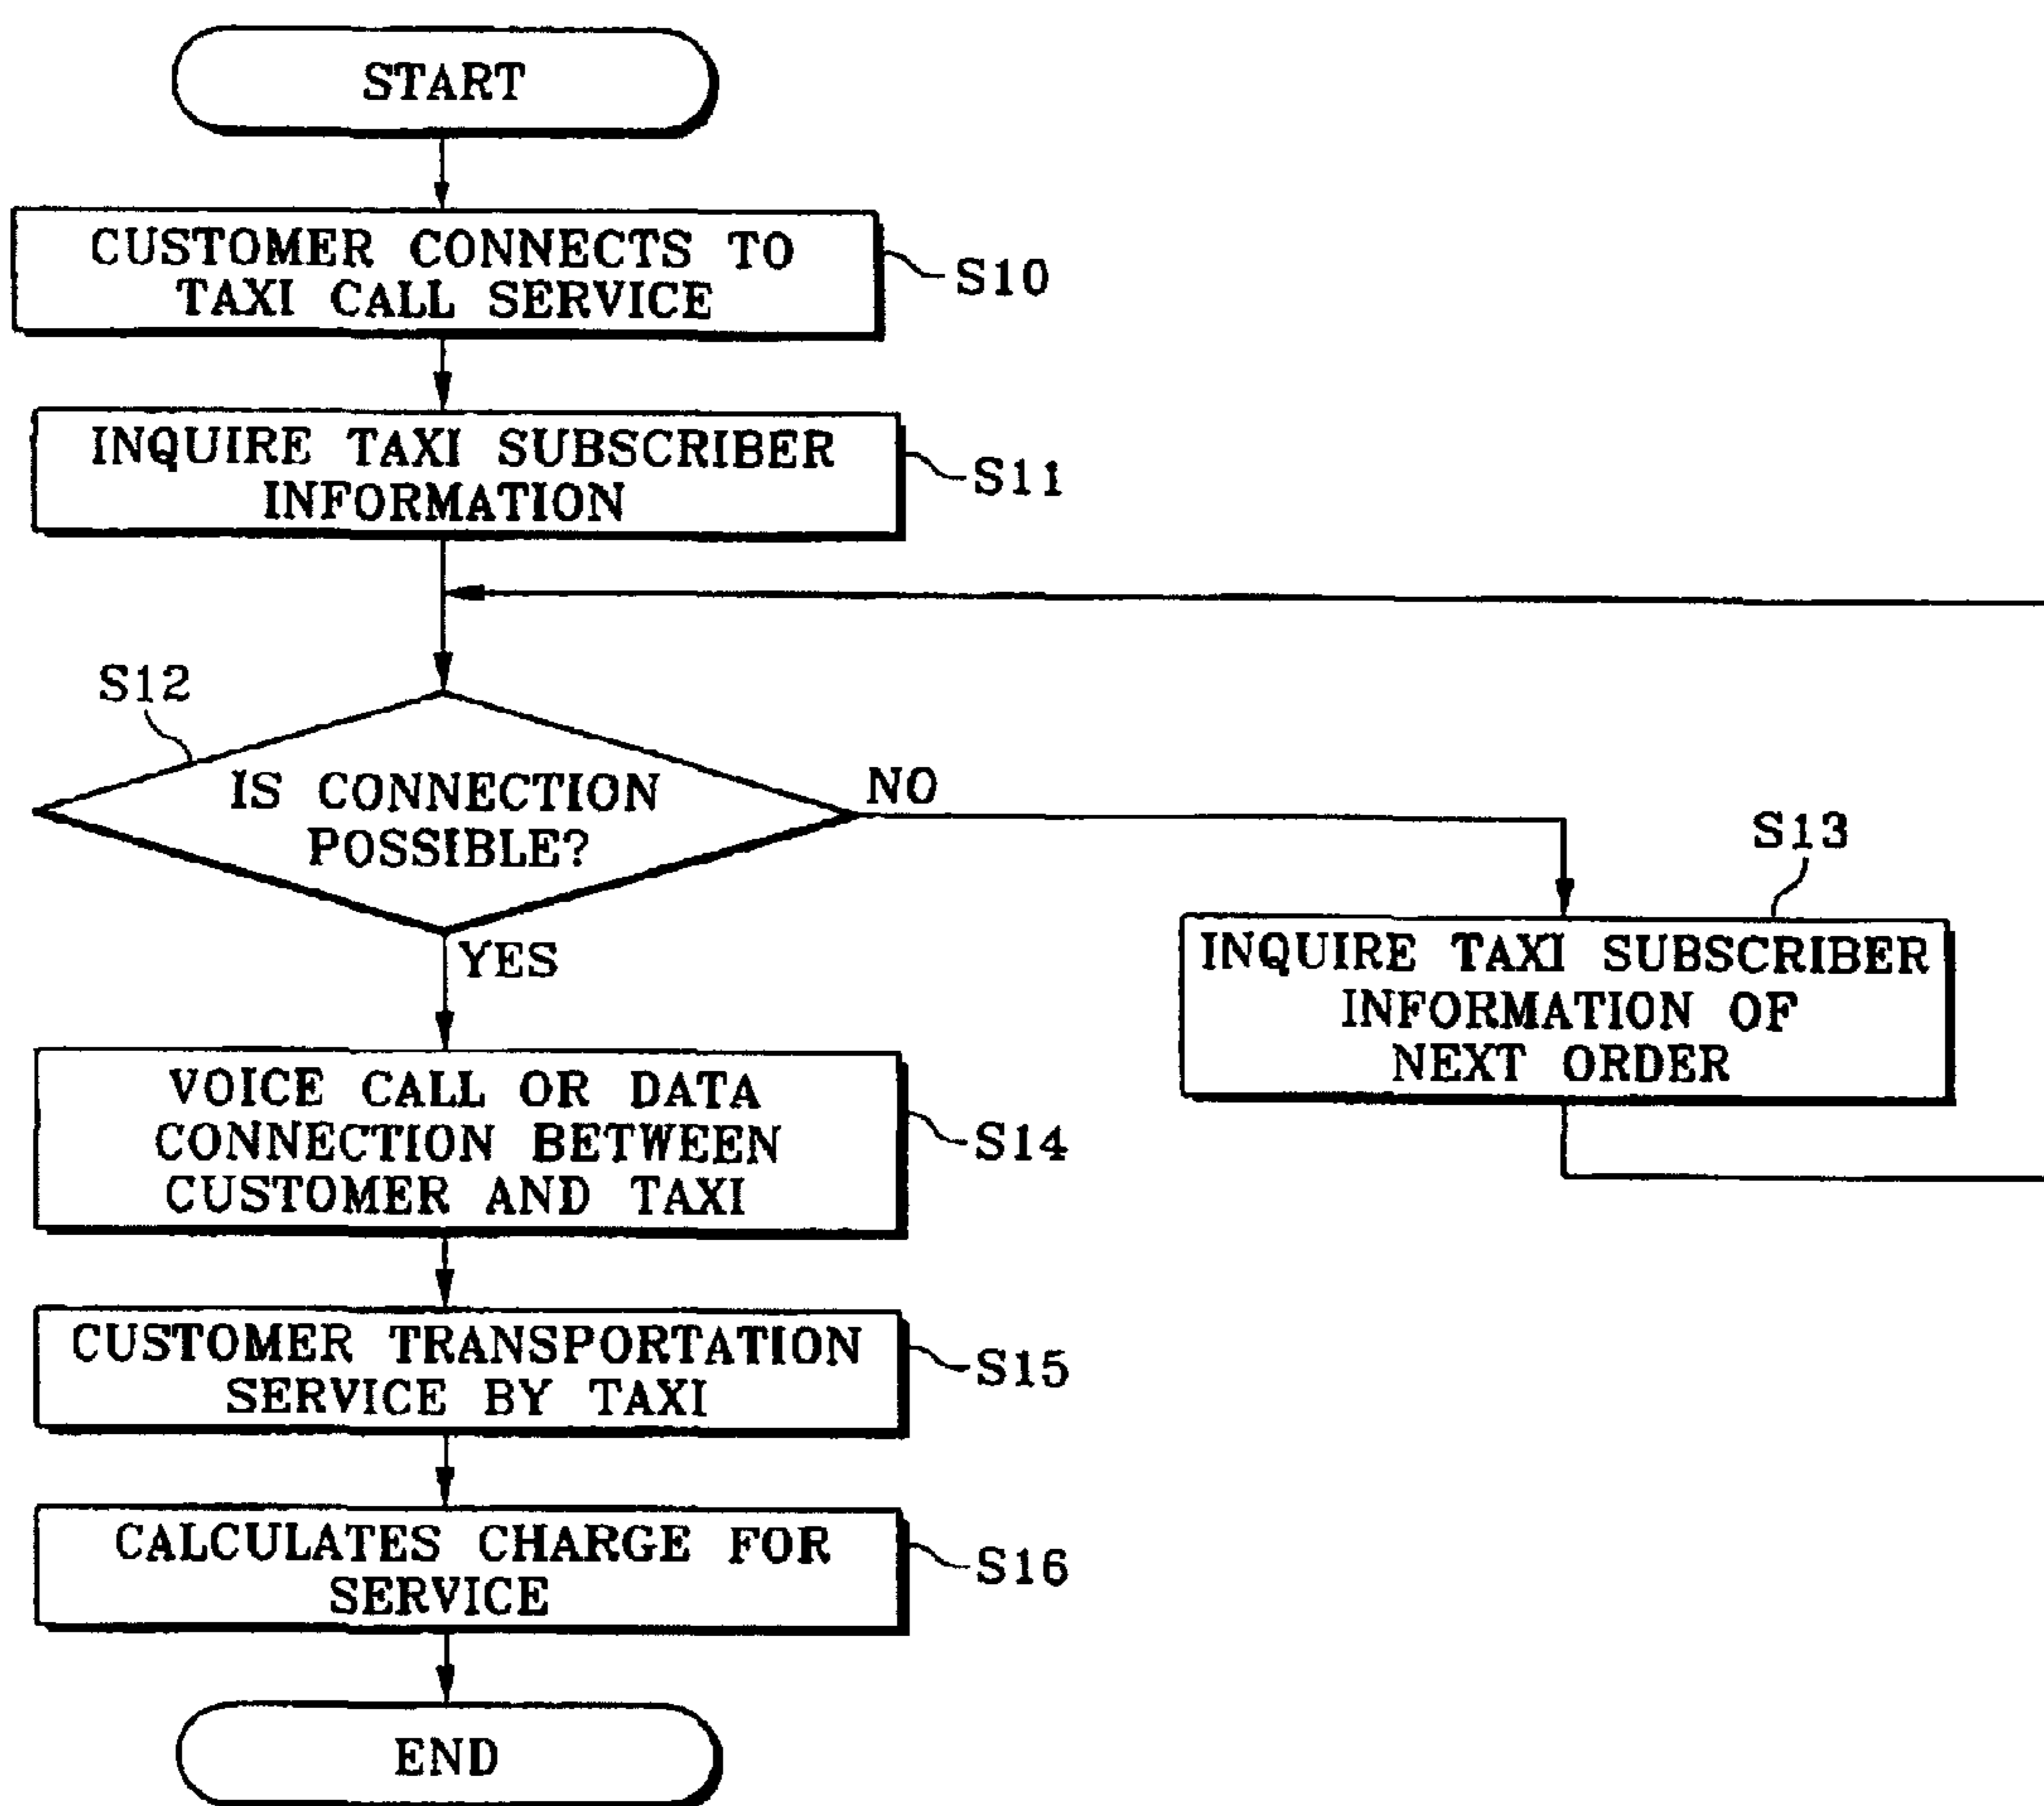 START
CUSTOMER CONNECTS TO
TAXI CALL SERVICE
S10
INQUIRE TAXI SUBSCRIBER
INFORMATION
S11
S12
IS CONNECTION
POSSIBLE?
NO
YES
S13
INQUIRE TAXI SUBSCRIBER
INFORMATION OF
NEXT ORDER
VOICE CALL OR DATA
CONNECTION BETWEEN
CUSTOMER AND TAXI
S14
CUSTOMER TRANSPORTATION
SERVICE BY TAXI
S15
CALCULATES CHARGE FOR
SERVICE
S16
END